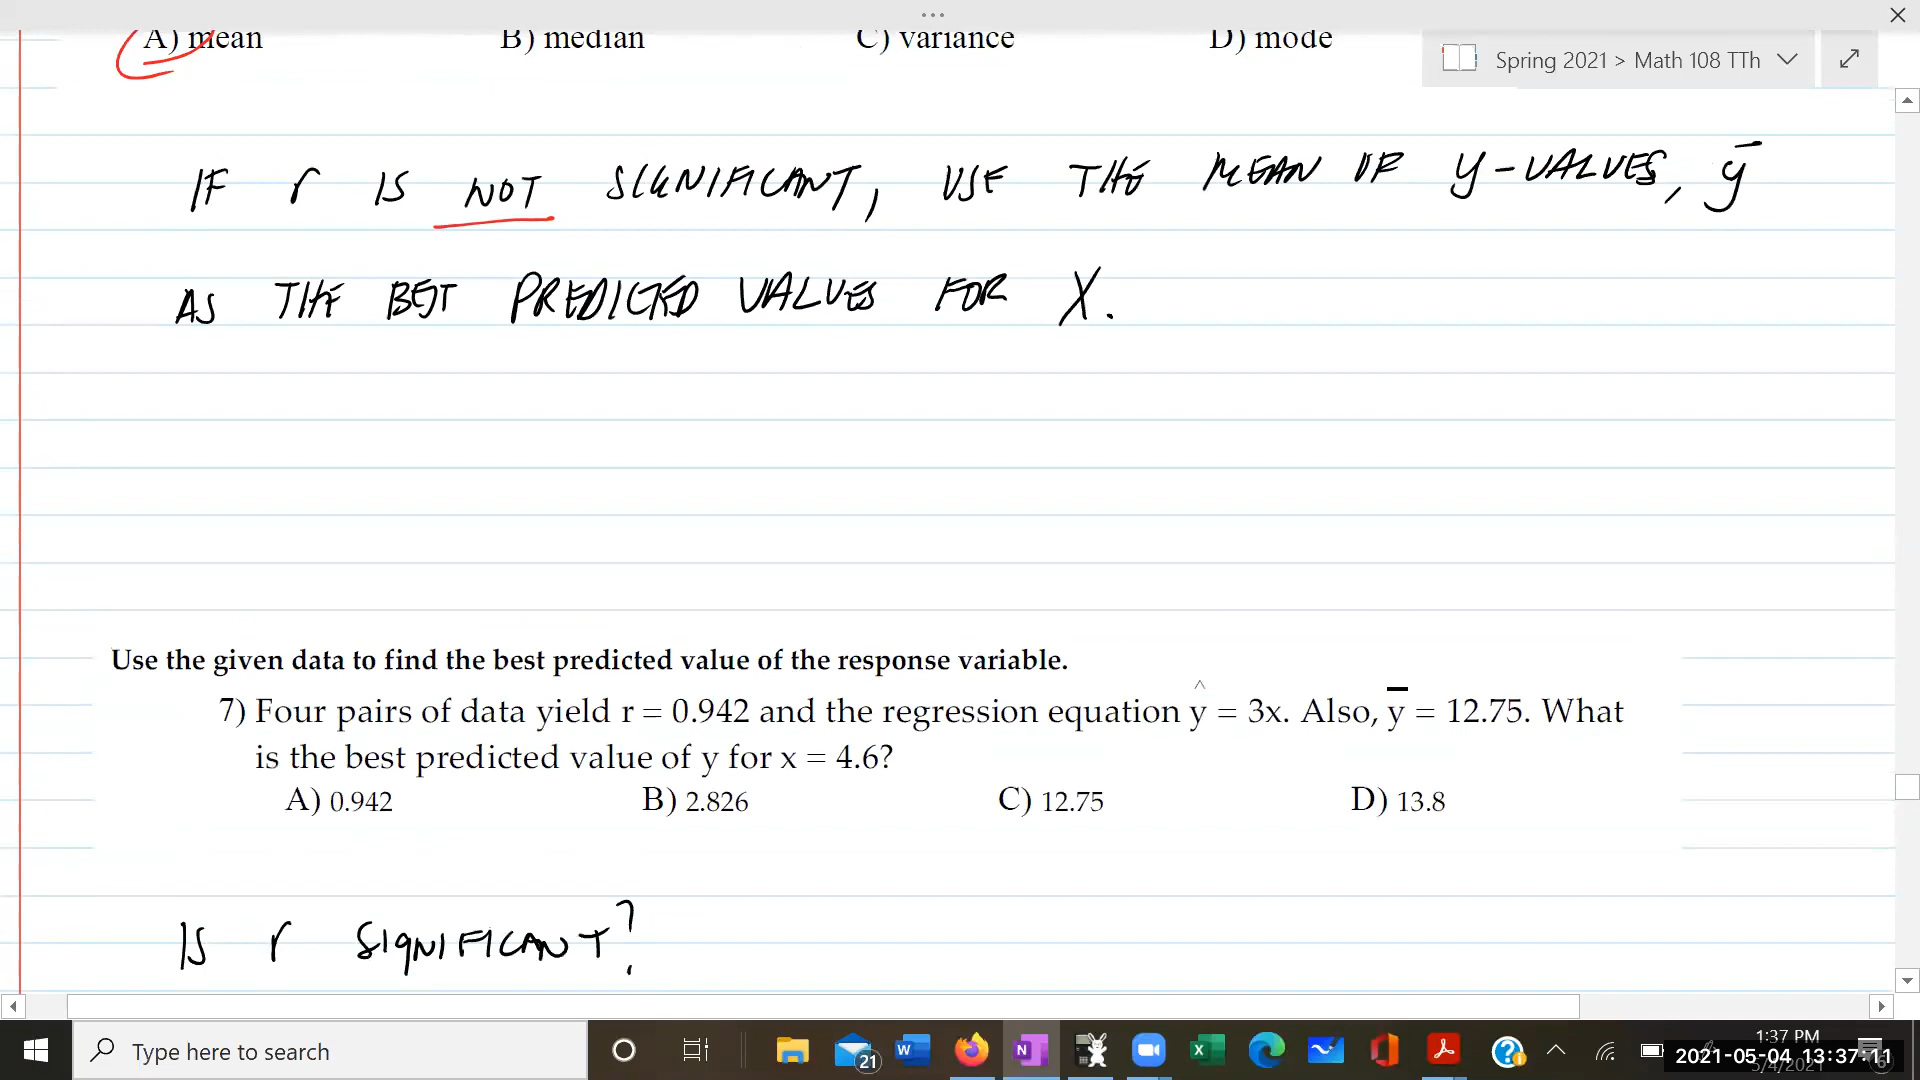 A) mean B) median C) variance D) mode
Spring 2021 > Math 108 TTh
IF r IS NOT SIGNIFICANT, USE THE MEAN OF y-VALUES, ȳ
AS THE BEST PREDICTED VALUES FOR X.
Use the given data to find the best predicted value of the response variable.
7) Four pairs of data yield r = 0.942 and the regression equation ŷ = 3x. Also, ȳ = 12.75. What
is the best predicted value of y for x = 4.6?
A) 0.942 B) 2.826 C) 12.75 D) 13.8
IS r SIGNIFICANT?
Type here to search
21
1:37 PM
2021-05-04 13:37:11